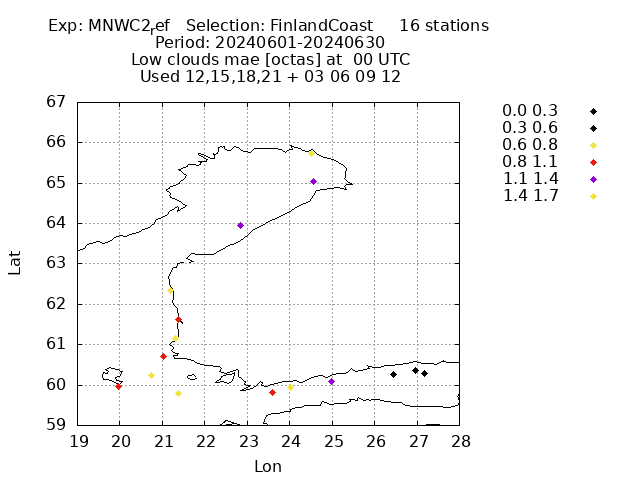 Exp: MNWC2ref Selection: FinlandCoast 16 stations
Period: 20240601-20240630
Low clouds mae [octas] at 00 UTC
Used 12,15,18,21 + 03 06 09 12
67
66
65
64
63
62
61
60
59
Lat
19 20 21 22 23 24 25 26 27 28
Lon
0.0 0.3
0.3 0.6
0.6 0.8
0.8 1.1
1.1 1.4
1.4 1.7